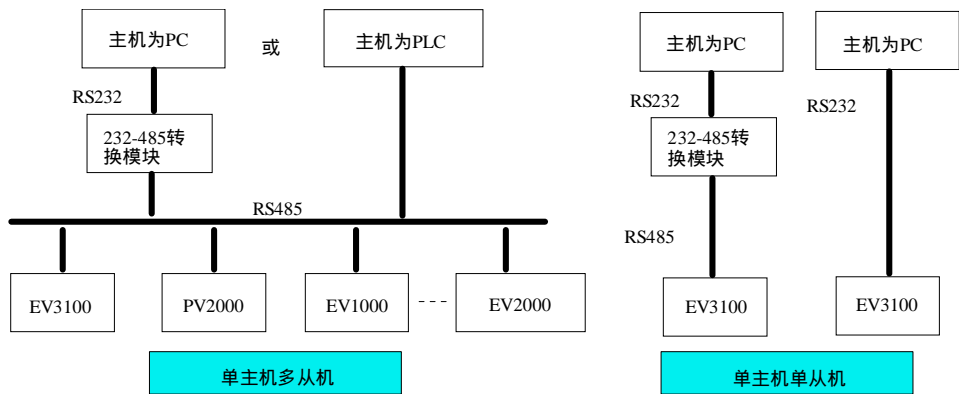 主机为PC
或
主机为PLC
RS232
232-485转
换模块
RS485
EV3100
PV2000
EV1000
EV2000
单主机多从机
主机为PC
主机为PC
RS232
RS232
232-485转
换模块
RS485
EV3100
EV3100
单主机单从机